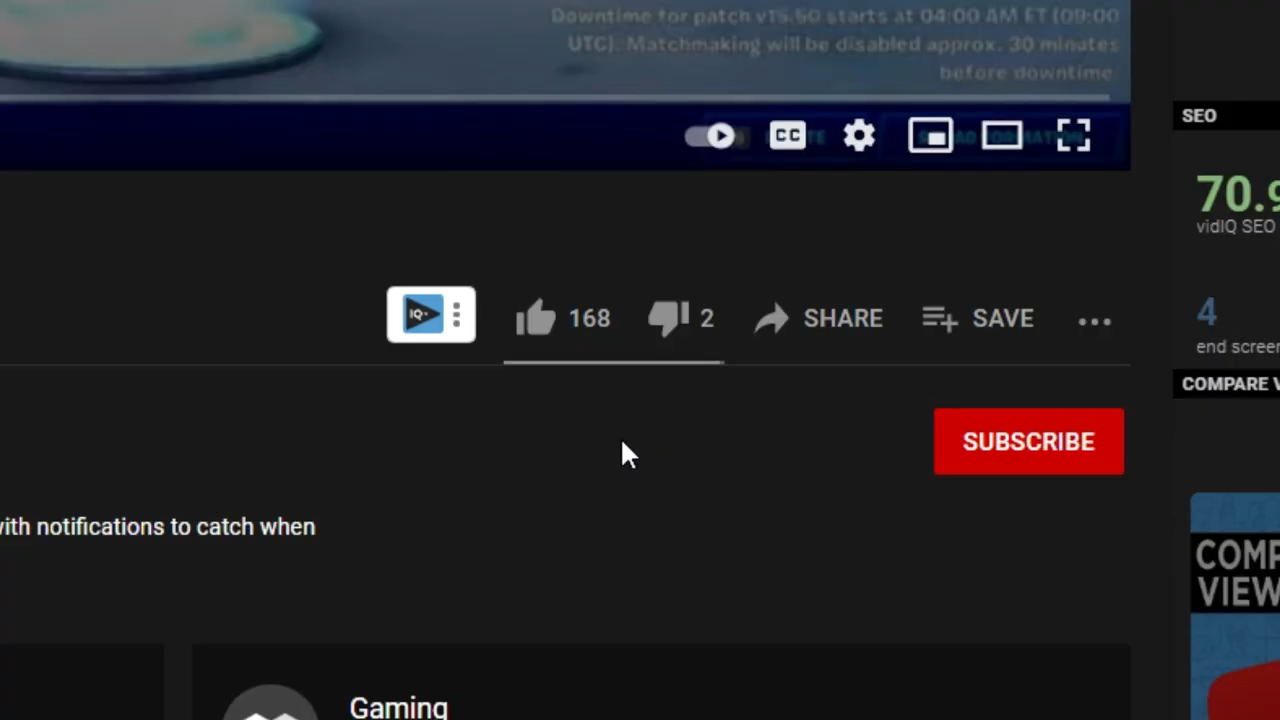 Downtime for patch v15.50 starts at 04:00 AM ET (09:00
UTC). Matchmaking will be disabled approx. 30 minutes
before downtime
CC
SEO
70.9
vidIQ SEO
IQ
168
2
SHARE
SAVE
4
end screen
COMPARE V
SUBSCRIBE
with notifications to catch when
COMP
VIEW
Gaming